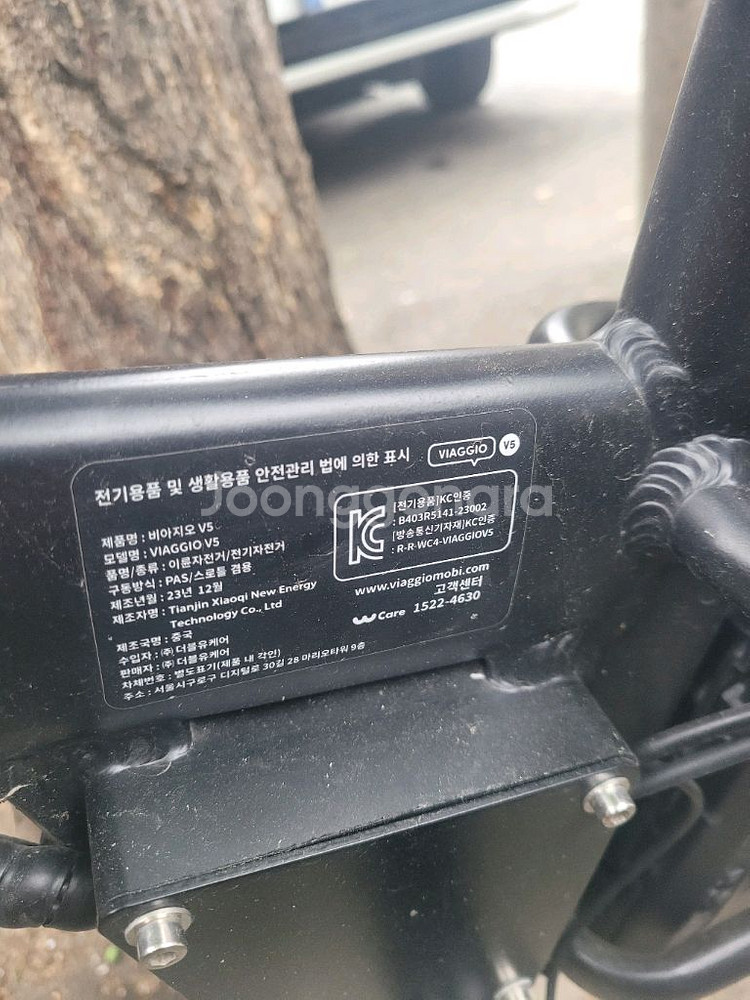 전기용품 및 생활용품 안전관리 법에 의한 표시
VIAGGIO V5
제품명 : 비아지오 V5
모델명 : VIAGGIO V5
품명/종류 : 이륜자전거/전기자전거
구동방식 : PAS/스로틀 겸용
제조년월 : 23년 12월
제조자명 : Tianjin Xiaoqi New Energy
Technology Co., Ltd
제조국명 : 중국
수입자 : ㈜더블유케어
판매자 : ㈜더블유케어
차체번호 : 별도표기(제품 내 각인)
주소 : 서울시구로구 디지털로 30길 28 마리오타워 9층
[전기용품]KC인증
: B403R5141-23002
[방송통신기자재]KC인증
: R-R-WC4-VIAGGIOV5
www.viaggiomobi.com
고객센터
W Care 1522-4630
Joonggonara